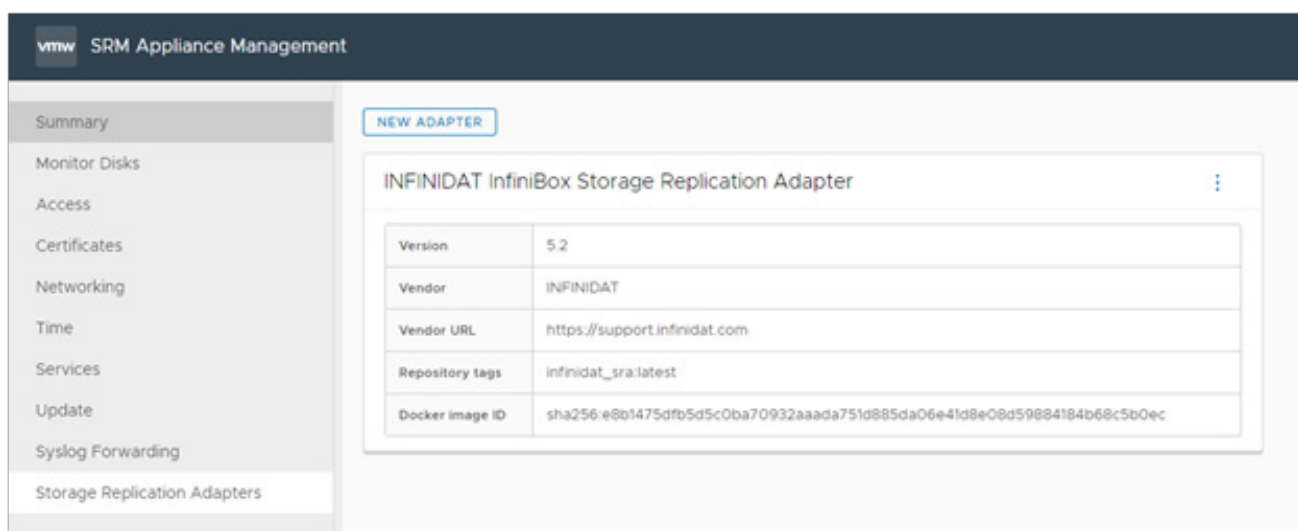 vmw SRM Appliance Management
Summary
Monitor Disks
Access
Certificates
Networking
Time
Services
Update
Syslog Forwarding
Storage Replication Adapters
NEW ADAPTER
INFINIDAT InfiniBox Storage Replication Adapter
Version 5.2
Vendor INFINIDAT
Vendor URL https://support.infinidat.com
Repository tags infinidat_sra:latest
Docker image ID sha256:e8b1475dfb5d5c0ba70932aaada751d885da06e41d8e08d59884184b68c5b0ec